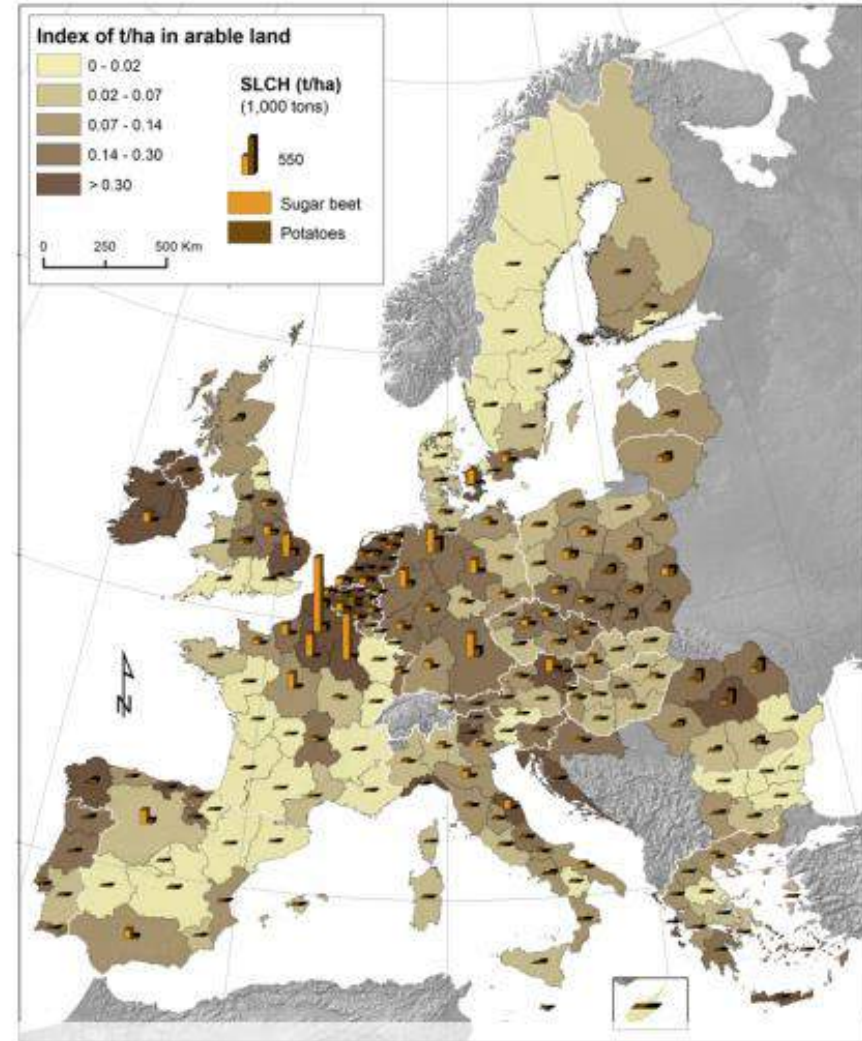 Index of t/ha in arable land
0 - 0.02
0.02 - 0.07
0.07 - 0.14
0.14 - 0.30
> 0.30
SLCH (t/ha)
(1,000 tons)
550
Sugar beet
Potatoes
0 250 500 Km
N